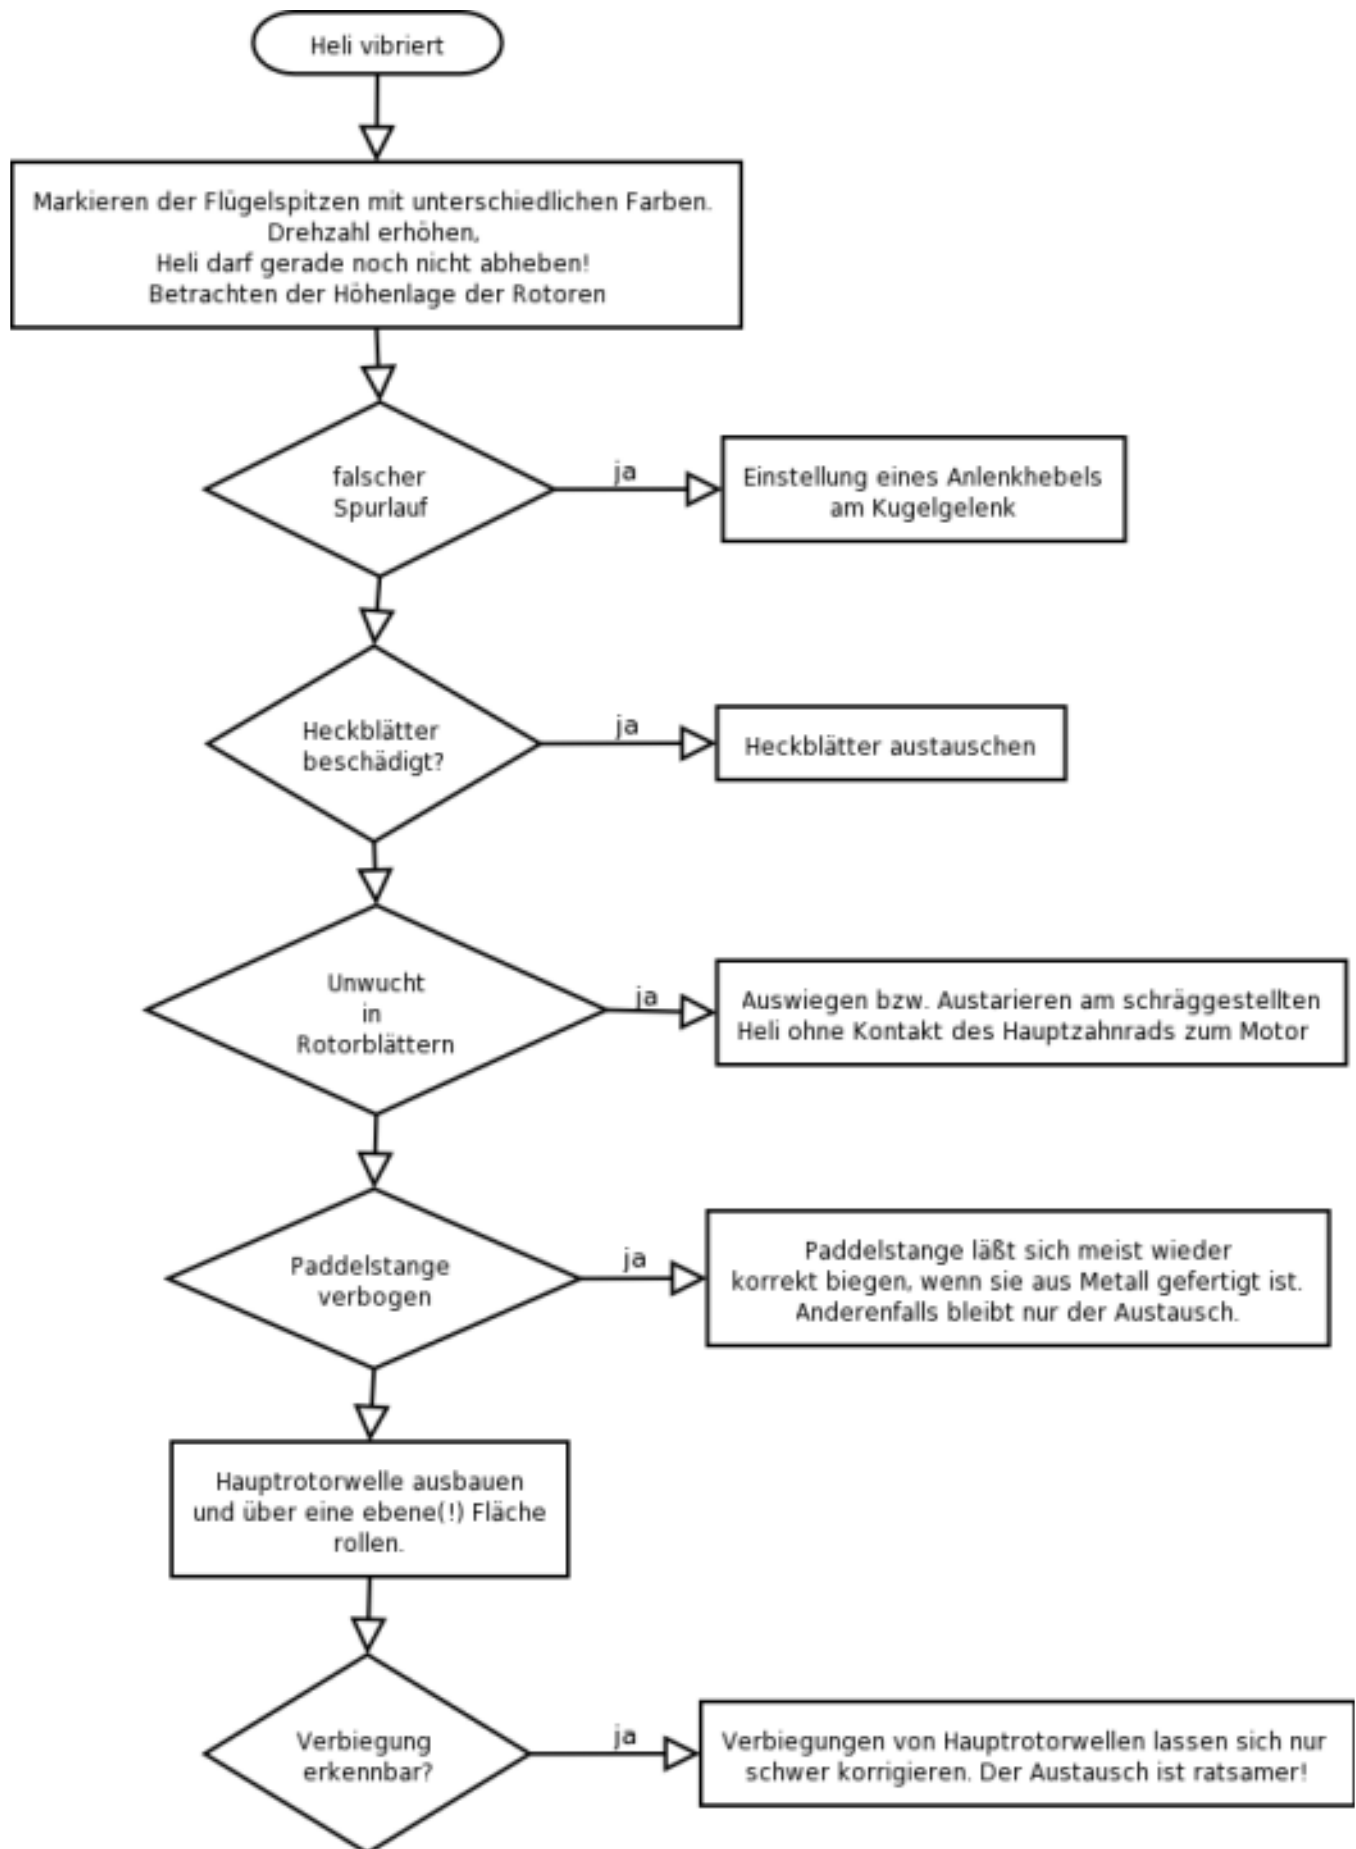 Heli vibriert
Markieren der Flügelspitzen mit unterschiedlichen Farben.
Drehzahl erhöhen,
Heli darf gerade noch nicht abheben!
Betrachten der Höhenlage der Rotoren
falscher
Spurlauf
ja
Einstellung eines Anlenkhebels
am Kugelgelenk
Heckblätter
beschädigt?
ja
Heckblätter austauschen
Unwucht
in
Rotorblättern
ja
Auswiegen bzw. Austarieren am schräggestellten
Heli ohne Kontakt des Hauptzahnrads zum Motor
Paddelstange
verbogen
ja
Paddelstange läßt sich meist wieder
korrekt biegen, wenn sie aus Metall gefertigt ist.
Anderenfalls bleibt nur der Austausch.
Hauptrotorwelle ausbauen
und über eine ebene(!) Fläche
rollen.
Verbiegung
erkennbar?
ja
Verbiegungen von Hauptrotorwellen lassen sich nur
schwer korrigieren. Der Austausch ist ratsamer!